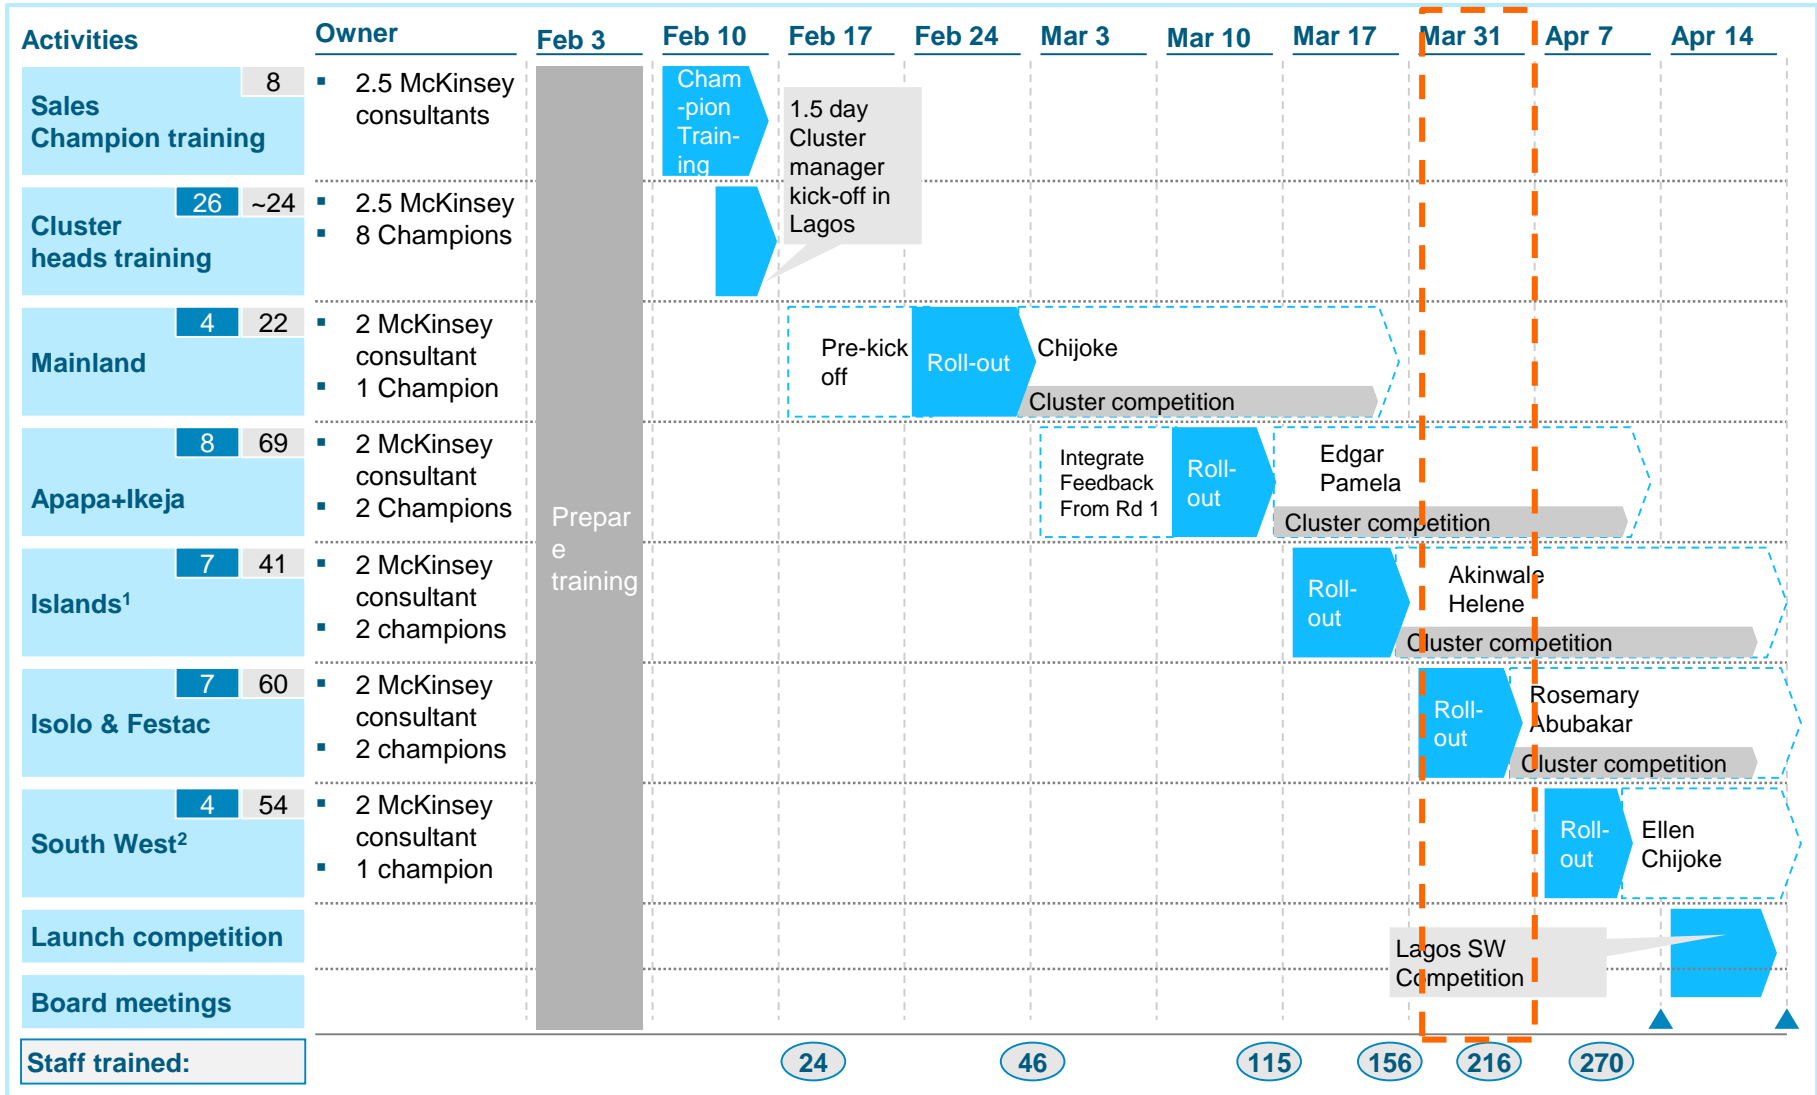 Activities
Owner
Feb 3
Feb 10
Feb 17
Feb 24
Mar 3
Mar 10
Mar 17
Mar 31
Apr 7
Apr 14
8
Sales
Champion training
▪ 2.5 McKinsey
consultants
Cham
-pion
Train-
ing
1.5 day
Cluster
manager
kick-off in
Lagos
26
~24
Cluster
heads training
▪ 2.5 McKinsey
▪ 8 Champions
4
22
Mainland
▪ 2 McKinsey
consultant
▪ 1 Champion
Pre-kick
off
Roll-out
Chijoke
Cluster competition
8
69
Apapa+Ikeja
▪ 2 McKinsey
consultant
▪ 2 Champions
Prepar
e
training
Integrate
Feedback
From Rd 1
Roll-
out
Edgar
Pamela
Cluster competition
7
41
Islands¹
▪ 2 McKinsey
consultant
▪ 2 champions
Roll-
out
Akinwale
Helene
Cluster competition
7
60
Isolo & Festac
▪ 2 McKinsey
consultant
▪ 2 champions
Roll-
out
Rosemary
Abubakar
Cluster competition
4
54
South West²
▪ 2 McKinsey
consultant
▪ 1 champion
Roll-
out
Ellen
Chijoke
Launch competition
Lagos SW
Competition
Board meetings
Staff trained:
24
46
115
156
216
270